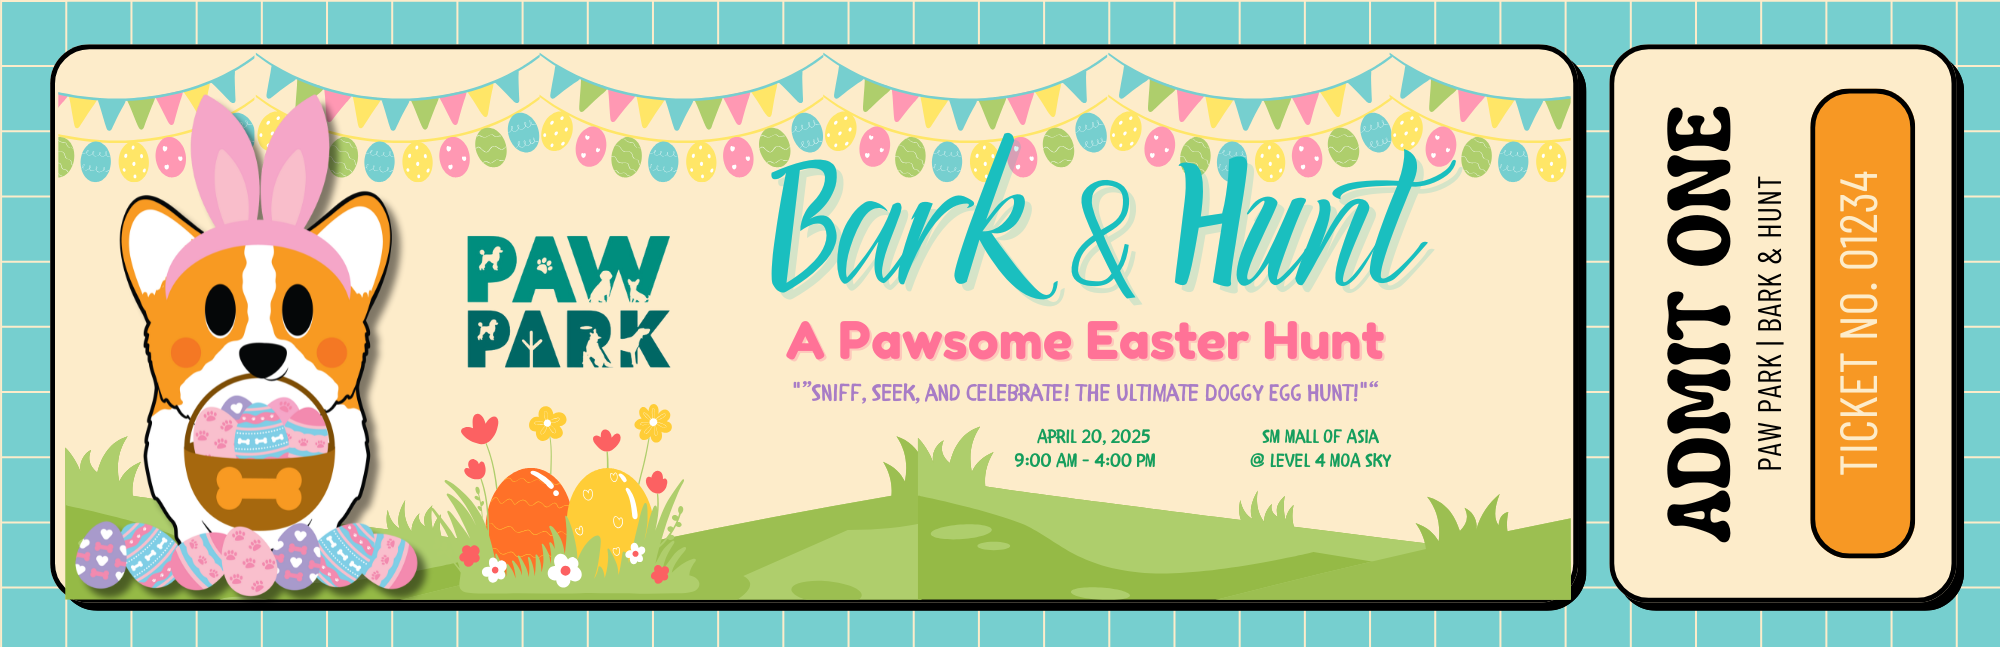 PAW
PARK
Bark & Hunt
A Pawsome Easter Hunt
"”SNIFF, SEEK, AND CELEBRATE! THE ULTIMATE DOGGY EGG HUNT!"“
APRIL 20, 2025
9:00 AM - 4:00 PM
SM MALL OF ASIA
@ LEVEL 4 MOA SKY
ADMIT ONE
PAW PARK | BARK & HUNT
TICKET NO. 01234